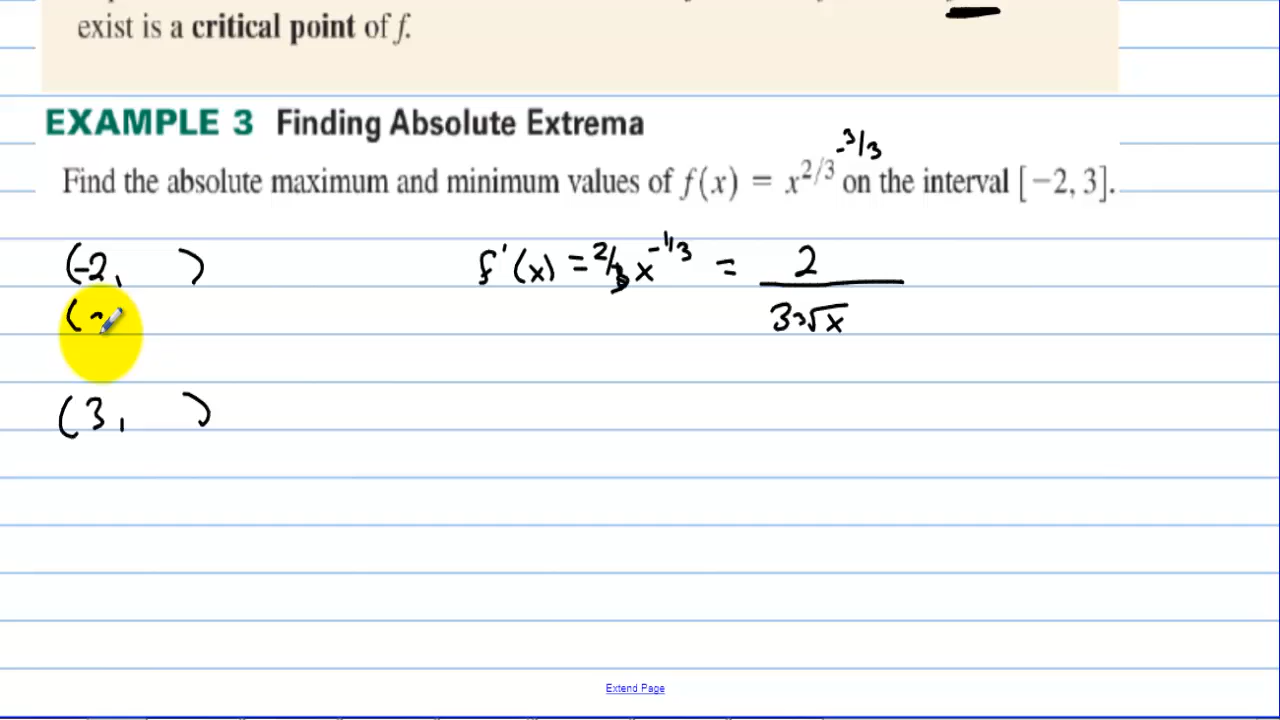 exist is a critical point of f.
EXAMPLE 3 Finding Absolute Extrema
-3/3
Find the absolute maximum and minimum values of f(x) = x^{2/3} on the interval [−2, 3].
(-2, ) f'(x) = 2/3 x^{-1/3} = 2 / (3 ∛x)
(
(3, )
Extend Page